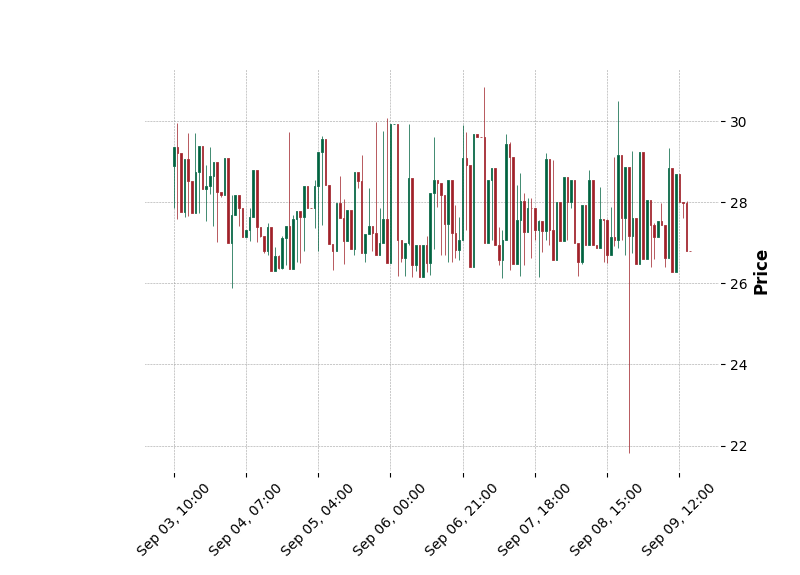 30
28
26
24
22
Price
Sep 03, 10:00
Sep 04, 07:00
Sep 05, 04:00
Sep 06, 00:00
Sep 06, 21:00
Sep 07, 18:00
Sep 08, 15:00
Sep 09, 12:00